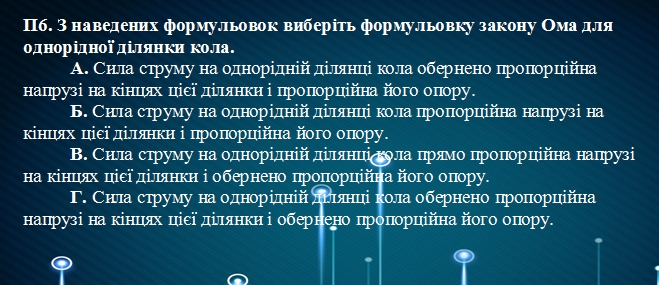 П6. З наведених формульовок виберіть формульовку закону Ома для
однорідної ділянки кола.
А. Сила струму на однорідній ділянці кола обернено пропорційна
напрузі на кінцях цієї ділянки і пропорційна його опору.
Б. Сила струму на однорідній ділянці кола пропорційна напрузі на
кінцях цієї ділянки і пропорційна його опору.
В. Сила струму на однорідній ділянці кола прямо пропорційна напрузі
на кінцях цієї ділянки і обернено пропорційна його опору.
Г. Сила струму на однорідній ділянці кола обернено пропорційна
напрузі на кінцях цієї ділянки і обернено пропорційна його опору.